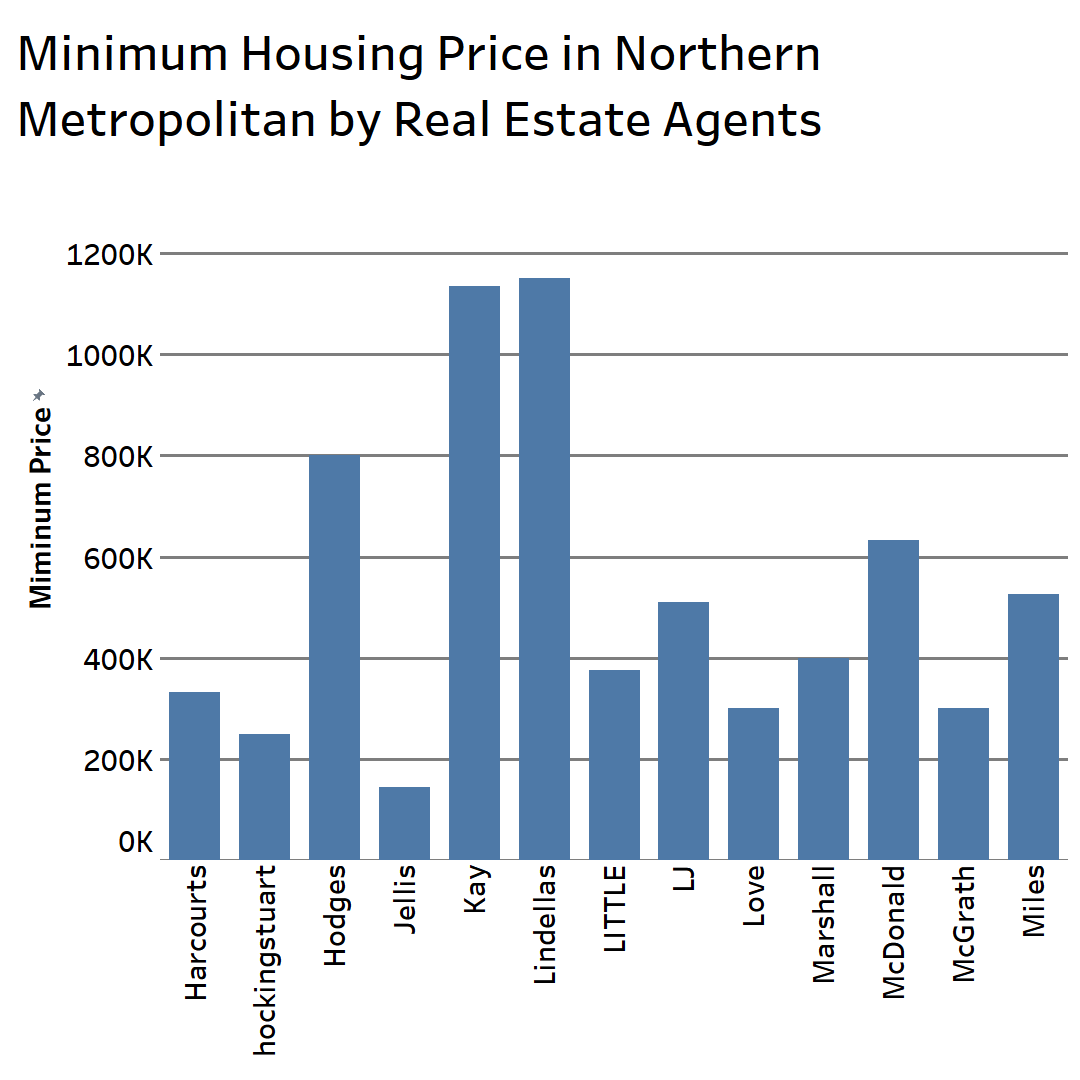 Minimum Housing Price in Northern
Metropolitan by Real Estate Agents
1200K
1000K
800K
600K
400K
200K
0K
Miminum Price
Harcourts
hockingstuart
Hodges
Jellis
Kay
Lindellas
LITTLE
LJ
Love
Marshall
McDonald
McGrath
Miles